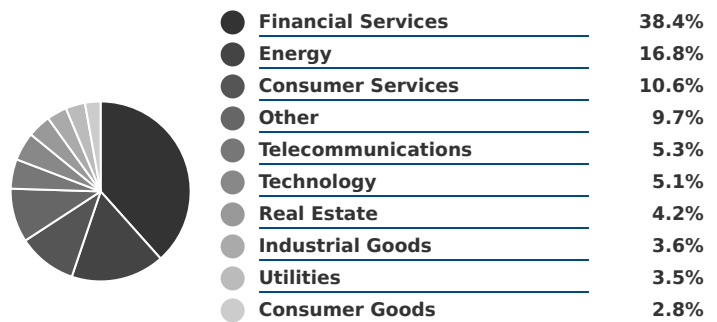 Financial Services 38.4%
Energy 16.8%
Consumer Services 10.6%
Other 9.7%
Telecommunications 5.3%
Technology 5.1%
Real Estate 4.2%
Industrial Goods 3.6%
Utilities 3.5%
Consumer Goods 2.8%